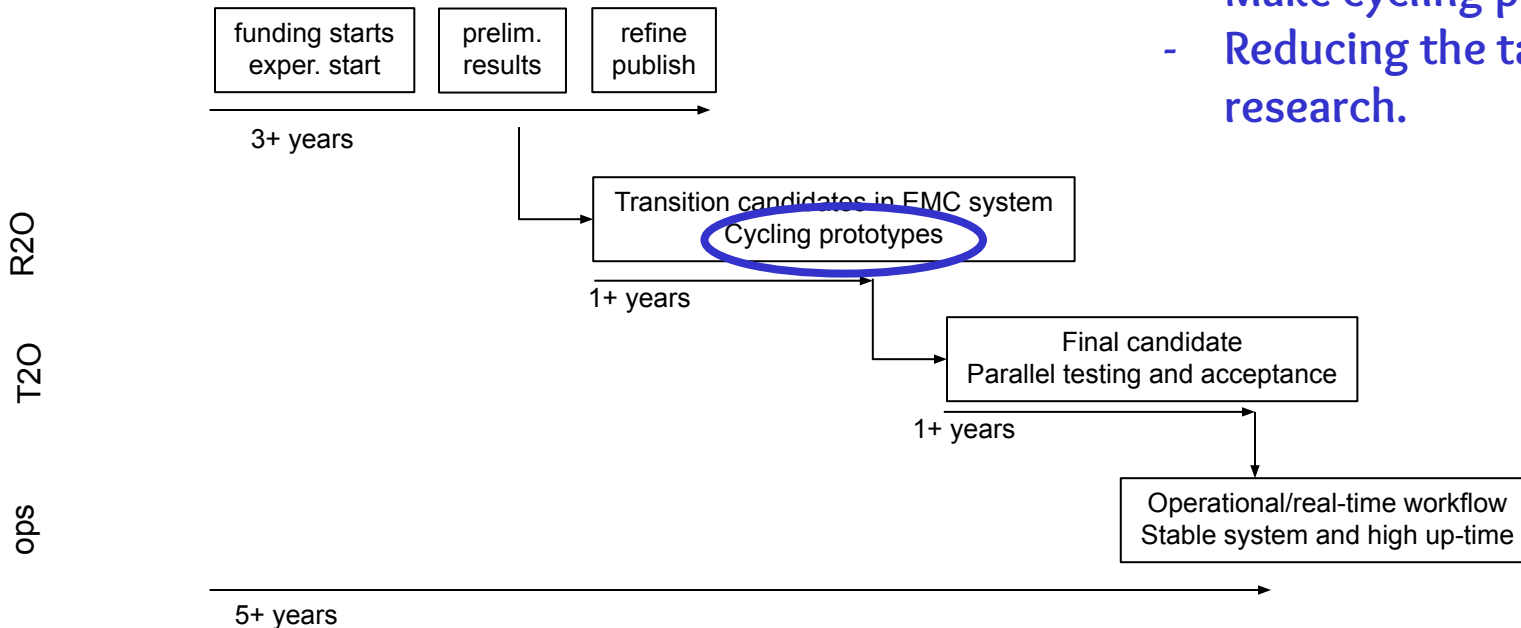 Make cycling p
- Reducing the ta
research.
funding starts
exper. start
prelim.
results
refine
publish
3+ years
R2O
Transition candidates in EMC system
Cycling prototypes
1+ years
T2O
Final candidate
Parallel testing and acceptance
1+ years
ops
Operational/real-time workflow
Stable system and high up-time
5+ years